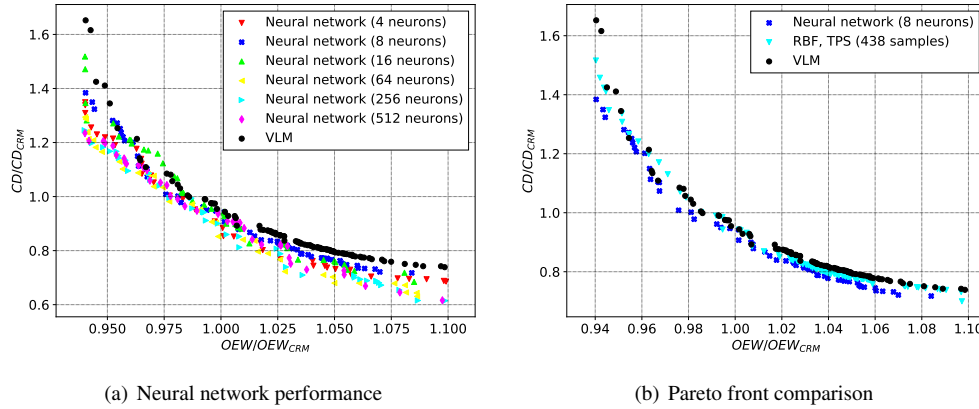 1.6
1.4
1.2
1.0
0.8
0.6
CD/CD_CRM
Neural network (4 neurons)
Neural network (8 neurons)
Neural network (16 neurons)
Neural network (64 neurons)
Neural network (256 neurons)
Neural network (512 neurons)
VLM
0.950 0.975 1.000 1.025 1.050 1.075 1.100
OEW/OEW_CRM
(a) Neural network performance
1.6
1.4
1.2
1.0
0.8
CD/CD_CRM
Neural network (8 neurons)
RBF, TPS (438 samples)
VLM
0.94 0.96 0.98 1.00 1.02 1.04 1.06 1.08 1.10
OEW/OEW_CRM
(b) Pareto front comparison